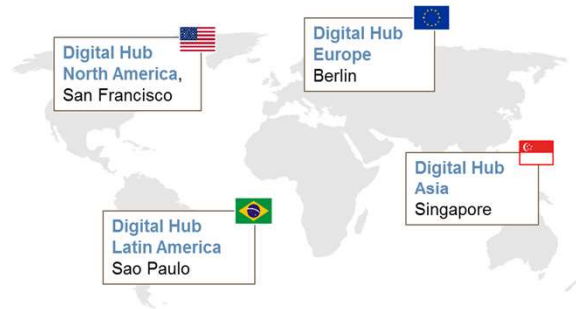 Digital Hub
North America,
San Francisco
Digital Hub
Europe
Berlin
Digital Hub
Asia
Singapore
Digital Hub
Latin America
Sao Paulo